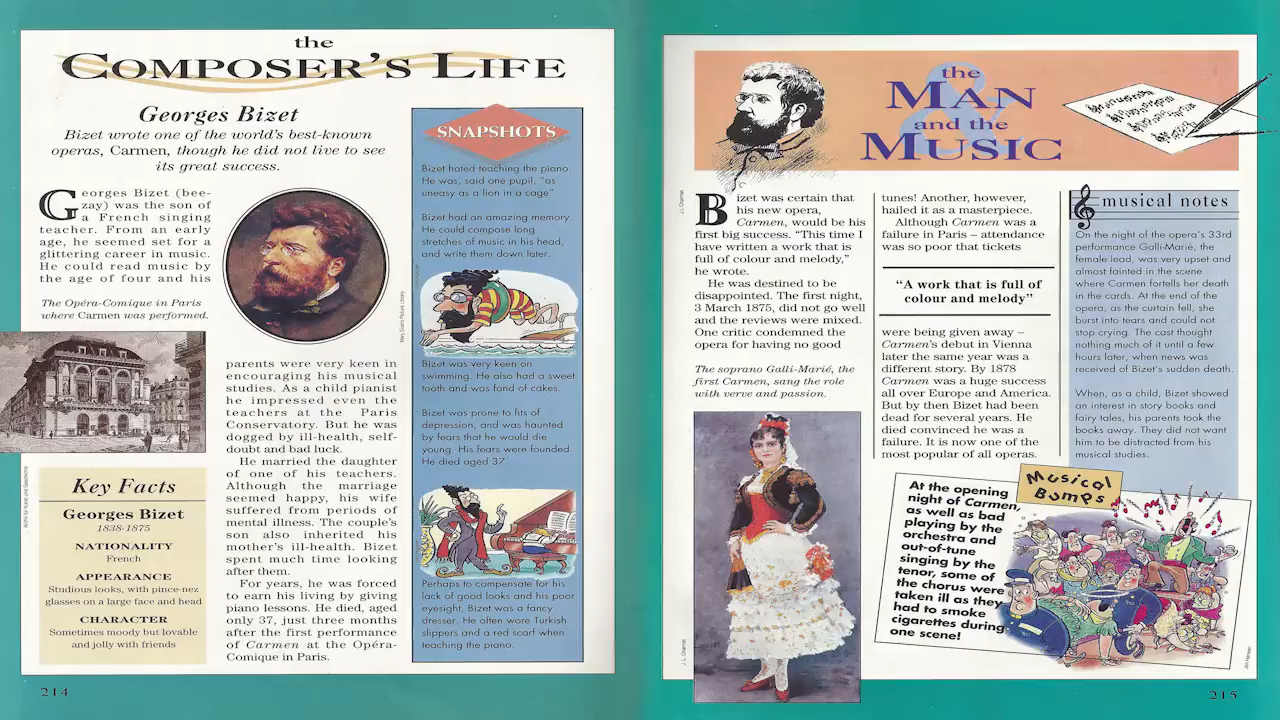 the
COMPOSER'S LIFE
Georges Bizet
Bizet wrote one of the world's best-known
operas, Carmen, though he did not live to see
its great success.
Georges Bizet (bee-
zay) was the son of
a French singing
teacher. From an early
age, he seemed set for a
glittering career in music.
He could read music by
the age of four and his
The Opéra-Comique in Paris
where Carmen was performed.
Mary Evans Picture Library
parents were very keen in
encouraging his musical
studies. As a child pianist
he impressed even the
teachers at the Paris
Conservatory. But he was
dogged by ill-health, self-
doubt and bad luck.
He married the daughter
of one of his teachers.
Although the marriage
seemed happy, his wife
suffered from periods of
mental illness. The couple's
son also inherited his
mother's ill-health. Bizet
spent much time looking
after them.
For years, he was forced
to earn his living by giving
piano lessons. He died, aged
only 37, just three months
after the first performance
of Carmen at the Opéra-
Comique in Paris.
Key Facts
Georges Bizet
1838-1875
NATIONALITY
French
APPEARANCE
Studious looks, with pince-nez
glasses on a large face and head
CHARACTER
Sometimes moody but lovable
and jolly with friends
SNAPSHOTS
Bizet hated teaching the piano.
He was, said one pupil, "as
uneasy as a lion in a cage".
Bizet had an amazing memory.
He could compose long
stretches of music in his head,
and write them down later.
Bizet was very keen on
swimming. He also had a sweet
tooth and was fond of cakes.
Bizet was prone to fits of
depression, and was haunted
by fears that he would die
young. His fears were founded.
He died aged 37
Perhaps to compensate for his
lack of good looks and his poor
eyesight, Bizet was a fancy
dresser. He often wore Turkish
slippers and a red scarf when
teaching the piano.
214
the
MAN
&
and the
MUSIC
Bizet was certain that
his new opera,
Carmen, would be his
first big success. "This time I
have written a work that is
full of colour and melody,"
he wrote.
He was destined to be
disappointed. The first night,
3 March 1875, did not go well
and the reviews were mixed.
One critic condemned the
opera for having no good
The soprano Galli-Marié, the
first Carmen, sang the role
with verve and passion.
tunes! Another, however,
hailed it as a masterpiece.
Although Carmen was a
failure in Paris – attendance
was so poor that tickets
"A work that is full of
colour and melody"
were being given away –
Carmen's debut in Vienna
later the same year was a
different story. By 1878
Carmen was a huge success
all over Europe and America.
But by then Bizet had been
dead for several years. He
died convinced he was a
failure. It is now one of the
most popular of all operas.
musical notes
On the night of the opera's 33rd
performance Galli-Marié, the
female lead, was very upset and
almost fainted in the scene
where Carmen fortells her death
in the cards. At the end of the
opera, as the curtain fell, she
burst into tears and could not
stop crying. The cast thought
nothing much of it until a few
hours later, when news was
received of Bizet's sudden death.
When, as a child, Bizet showed
an interest in story books and
fairy tales, his parents took the
books away. They did not want
him to be distracted from his
musical studies.
Musical
Bumps
At the opening
night of Carmen,
as well as bad
playing by the
orchestra and
out-of-tune
singing by the
tenor, some of
the chorus were
taken ill as they
had to smoke
cigarettes during
one scene!
215